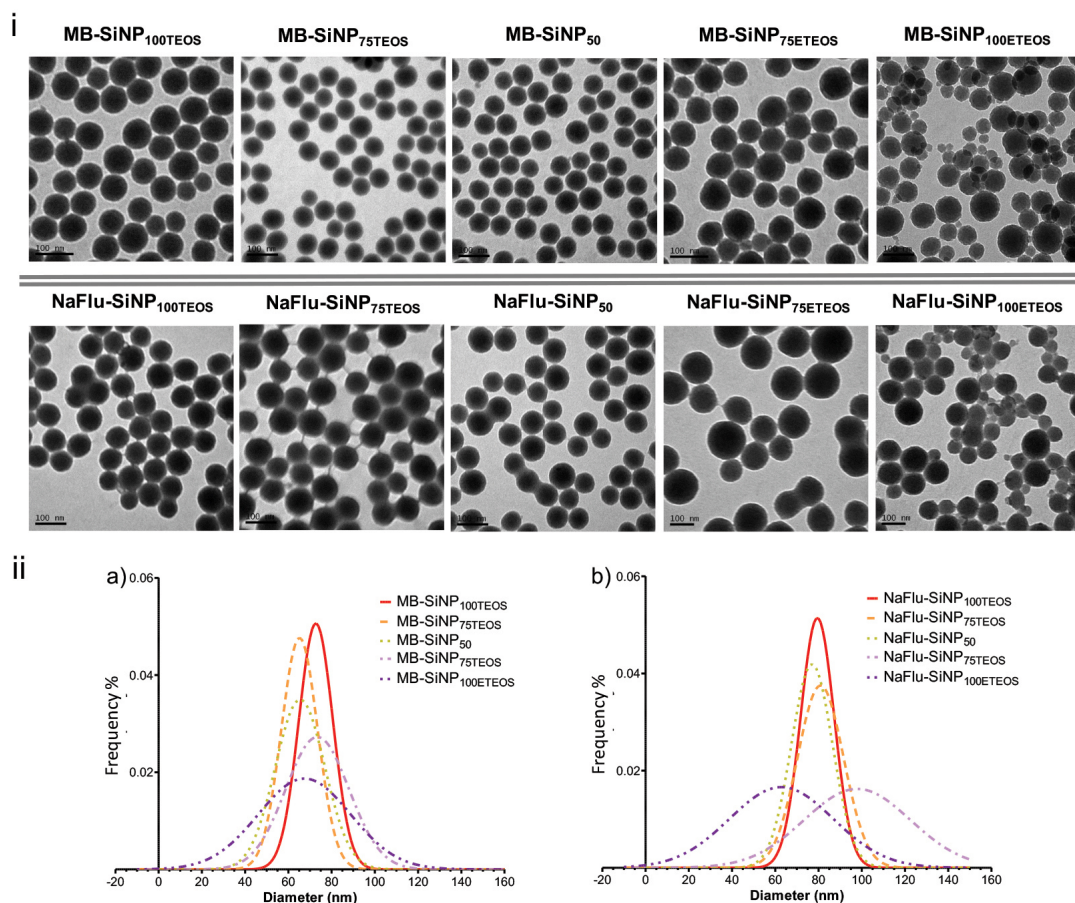 i
MB-SiNP100TEOS MB-SiNP75TEOS MB-SiNP50 MB-SiNP75ETEOS MB-SiNP100ETEOS
100 nm 100 nm 100 nm 100 nm 100 nm
NaFlu-SiNP100TEOS NaFlu-SiNP75TEOS NaFlu-SiNP50 NaFlu-SiNP75ETEOS NaFlu-SiNP100ETEOS
100 nm 100 nm 100 nm 100 nm 100 nm
ii
a)
0.06
0.04
0.02
Frequency %
MB-SiNP100TEOS
MB-SiNP75TEOS
MB-SiNP50
MB-SiNP75TEOS
MB-SiNP100ETEOS
-20 0 20 40 60 80 100 120 140 160
Diameter (nm)
b)
0.06
0.04
0.02
Frequency %
NaFlu-SiNP100TEOS
NaFlu-SiNP75TEOS
NaFlu-SiNP50
NaFlu-SiNP75TEOS
NaFlu-SiNP100ETEOS
-20 0 20 40 60 80 100 120 140 160
Diameter (nm)